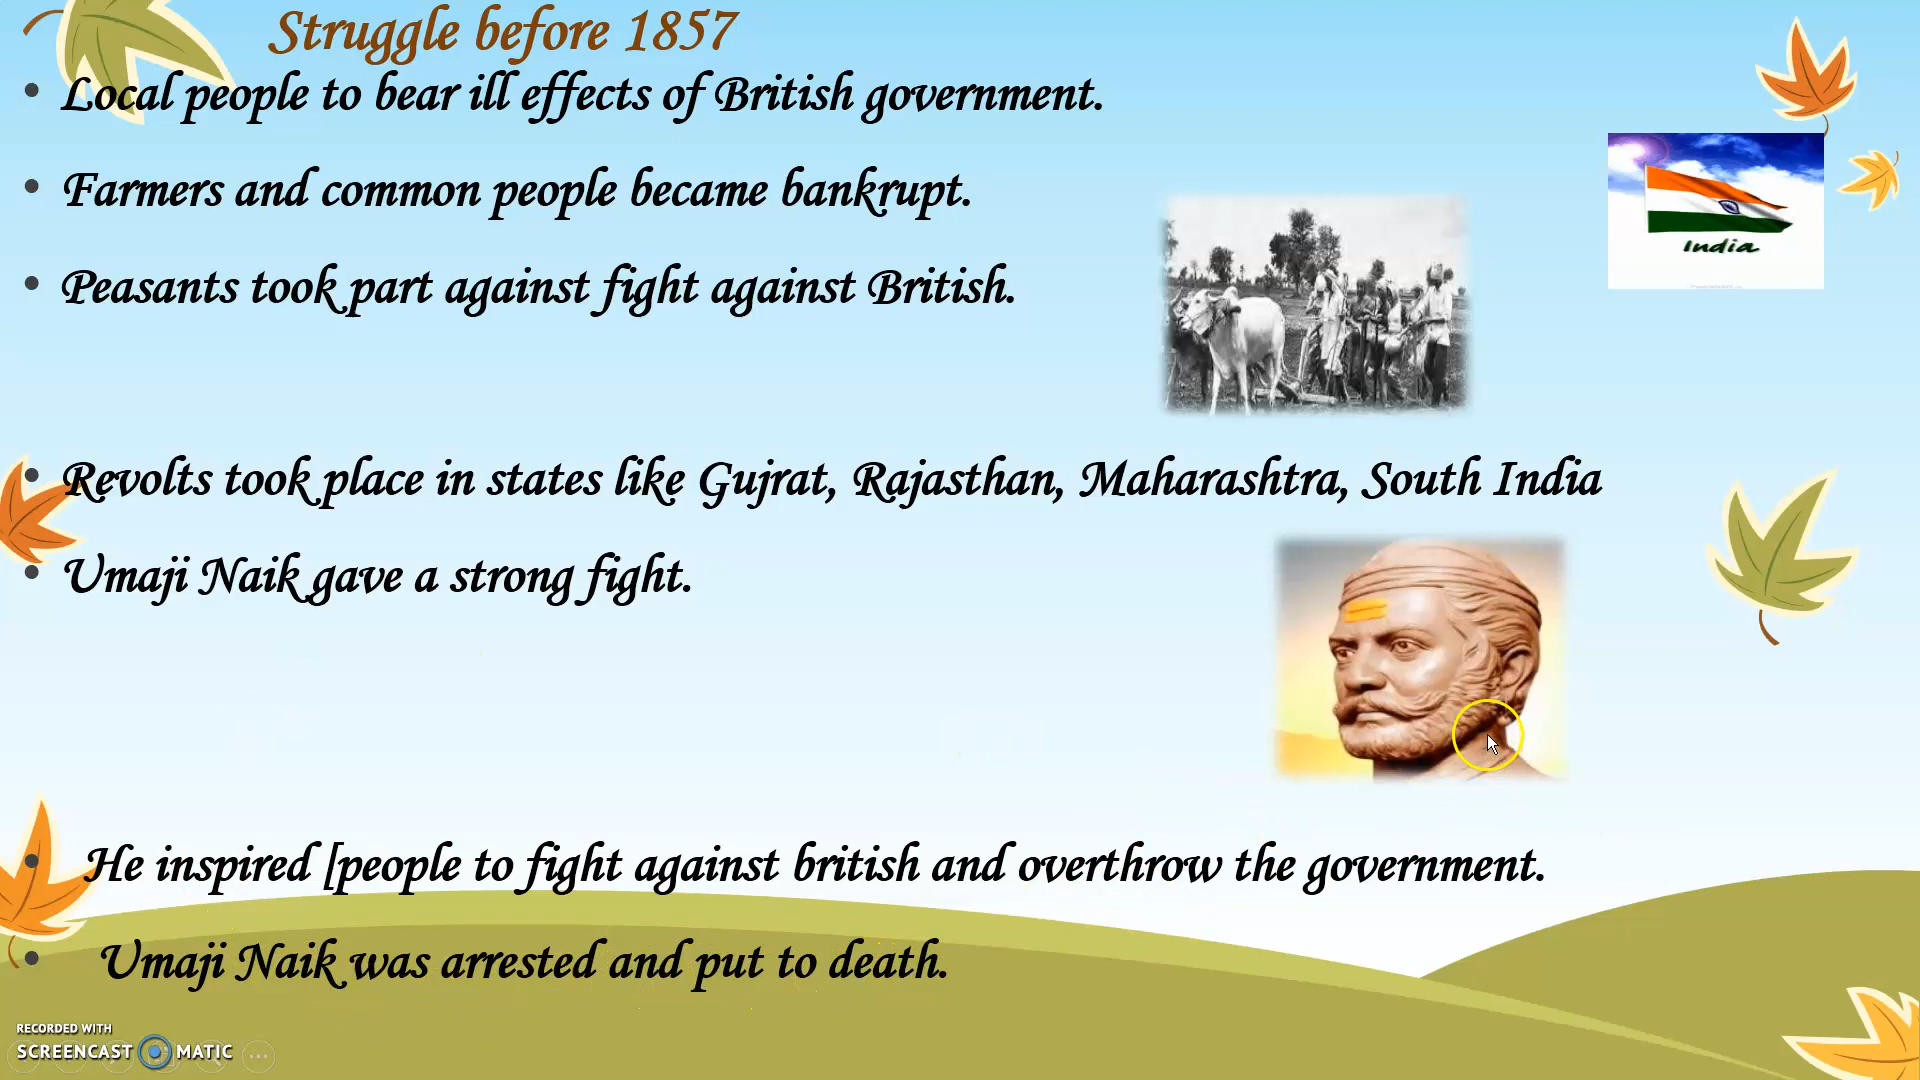 Struggle before 1857
• Local people to bear ill effects of British government.
• Farmers and common people became bankrupt.
• Peasants took part against fight against British.
India
• Revolts took place in states like Gujrat, Rajasthan, Maharashtra, South India
• Umaji Naik gave a strong fight.
• He inspired [people to fight against british and overthrow the government.
• Umaji Naik was arrested and put to death.
RECORDED WITH
SCREENCAST MATIC